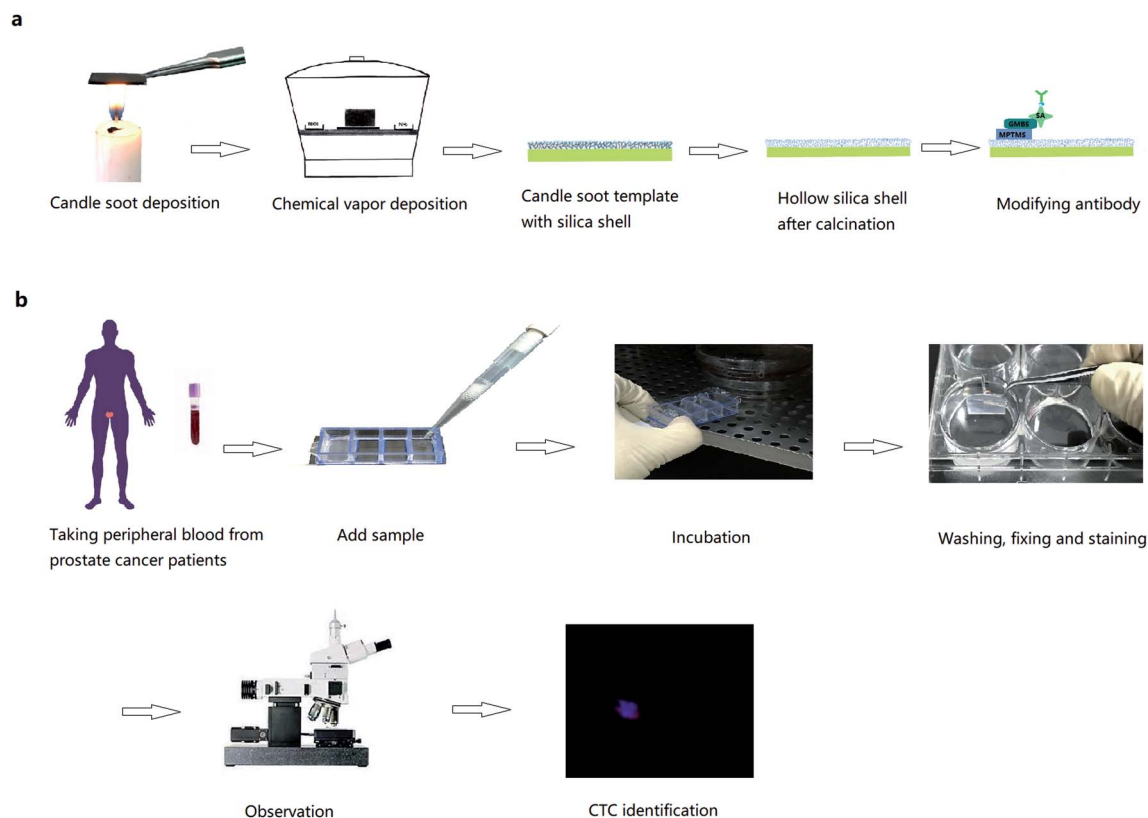 a
SA
GMBS
MPTMS
Candle soot deposition
Chemical vapor deposition
Candle soot template
with silica shell
Hollow silica shell
after calcination
Modifying antibody
b
Taking peripheral blood from
prostate cancer patients
Add sample
Incubation
Washing, fixing and staining
Observation
CTC identification